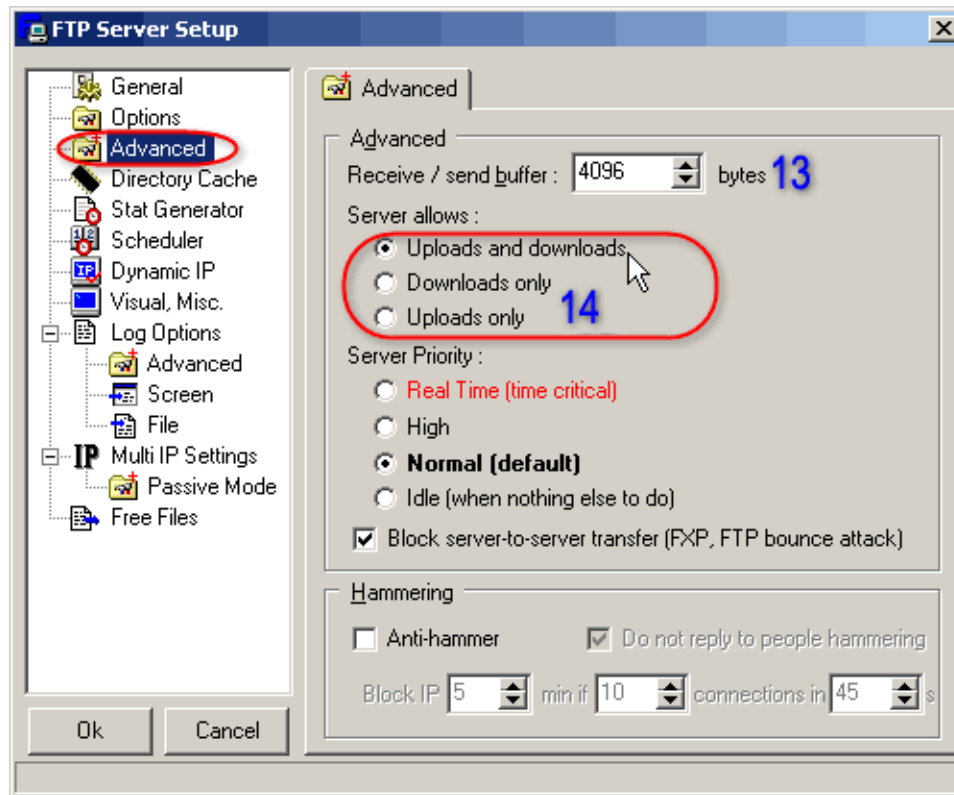 FTP Server Setup
General
Options
Advanced
Directory Cache
Stat Generator
Scheduler
Dynamic IP
Visual, Misc.
Log Options
Advanced
Screen
File
IP Multi IP Settings
Passive Mode
Free Files
Ok Cancel
Advanced
Advanced
Receive / send buffer : 4096 bytes 13
Server allows :
Uploads and downloads
Downloads only
Uploads only 14
Server Priority :
Real Time (time critical)
High
Normal (default)
Idle (when nothing else to do)
Block server-to-server transfer (FXP, FTP bounce attack)
Hammering
Anti-hammer Do not reply to people hammering
Block IP 5 min if 10 connections in 45 s